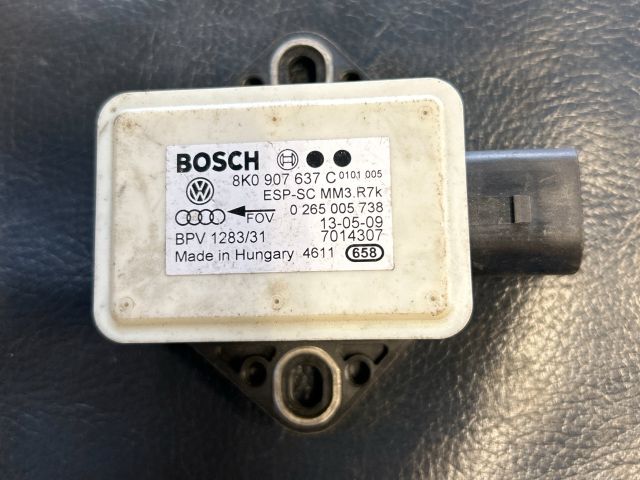 BOSCH
8K0 907 637 C 0101 005
ESP-SC MM3.R7k
FOV 0 265 005 738
13-05-09
BPV 1283/31 7014307
Made in Hungary 4611 658